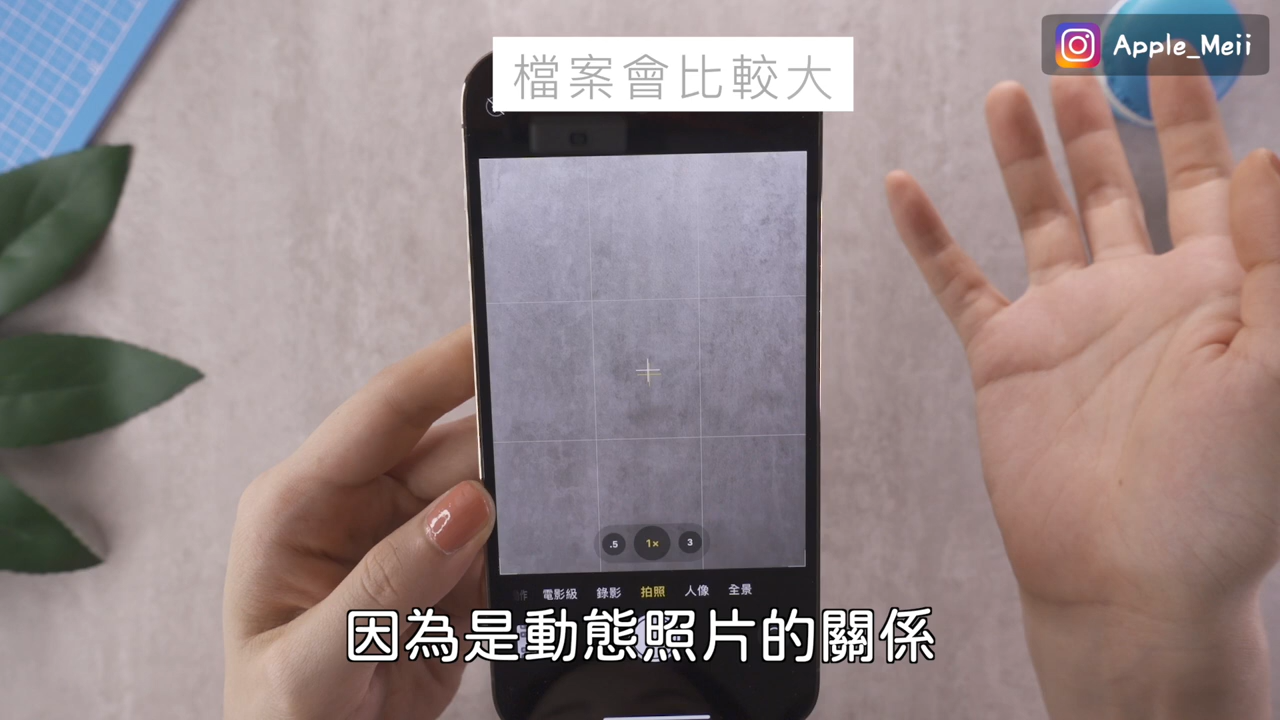 Apple_Meii
檔案會比較大
.5 1× 3
作 電影級 錄影 拍照 人像 全景
因為是動態照片的關係